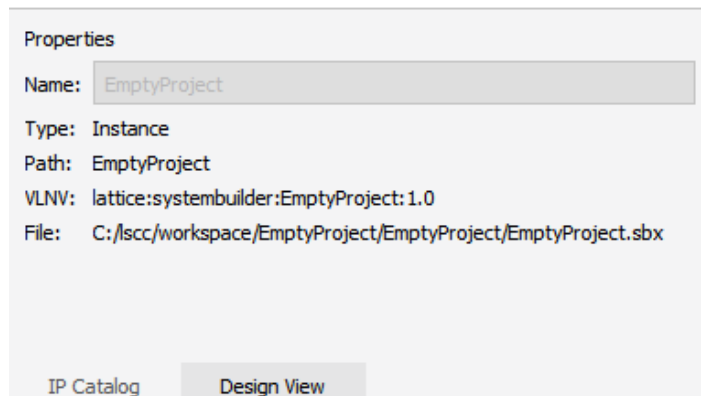 Properties
Name: EmptyProject
Type: Instance
Path: EmptyProject
VLNV: lattice:systembuilder:EmptyProject:1.0
File: C:/lscc/workspace/EmptyProject/EmptyProject/EmptyProject.sbx
IP Catalog Design View